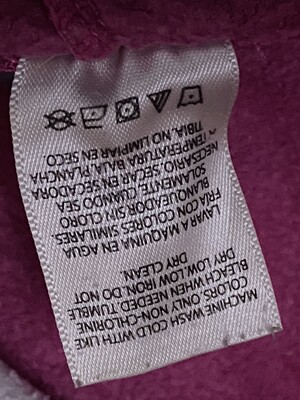 MACHINE WASH COLD WITH LIKE
COLORS ONLY NON-CHLORINE
BLEACH WHEN NEEDED TUMBLE
DRY LOW, LOW IRON, DO NOT
DRY CLEAN.
LAVAR A MAQUINA EN AGUA
FRIA CON COLORES SIMILARES
BLANQUEADOR SIN CLORO
SOLAMENTE CUANDO SEA
NECESARIO SECAR EN SECADORA
A TEMPERATURA BAJA PLANCHA
TIBIA, NO LIMPIAR EN SECO